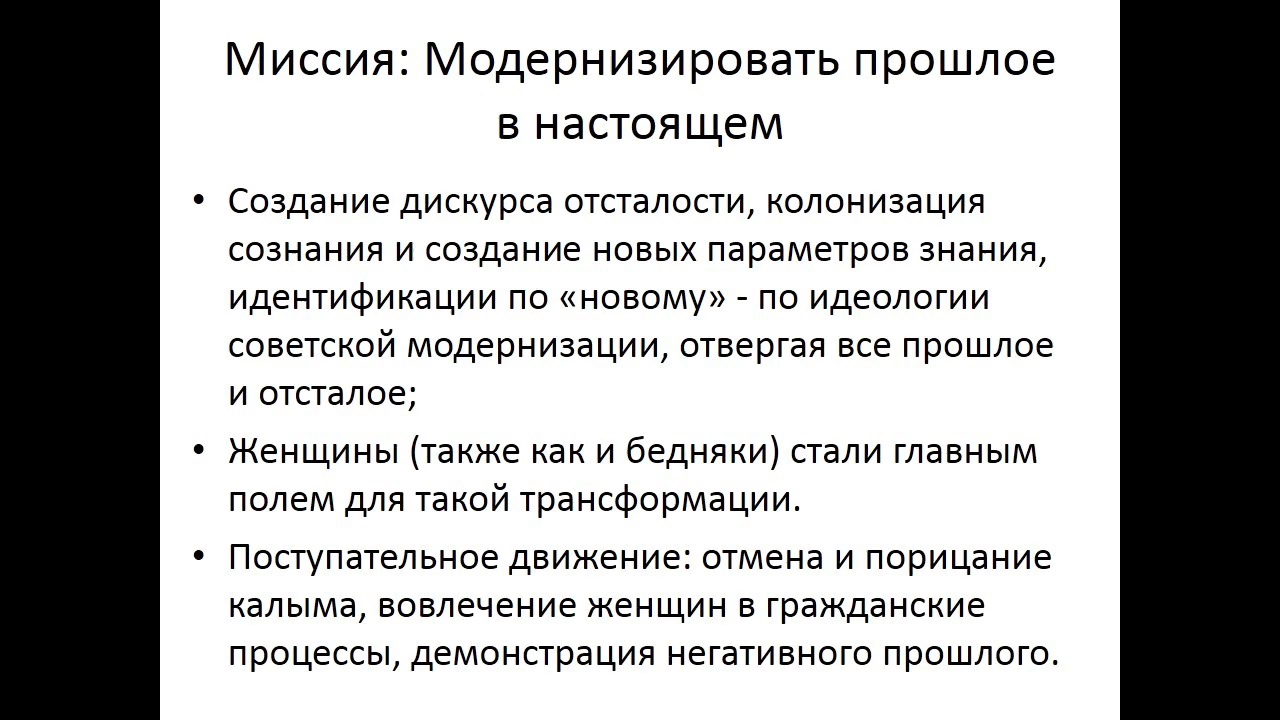 Миссия: Модернизировать прошлое
в настоящем
• Создание дискурса отсталости, колонизация
сознания и создание новых параметров знания,
идентификации по «новому» - по идеологии
советской модернизации, отвергая все прошлое
и отсталое;
• Женщины (также как и бедняки) стали главным
полем для такой трансформации.
• Поступательное движение: отмена и порицание
калыма, вовлечение женщин в гражданские
процессы, демонстрация негативного прошлого.